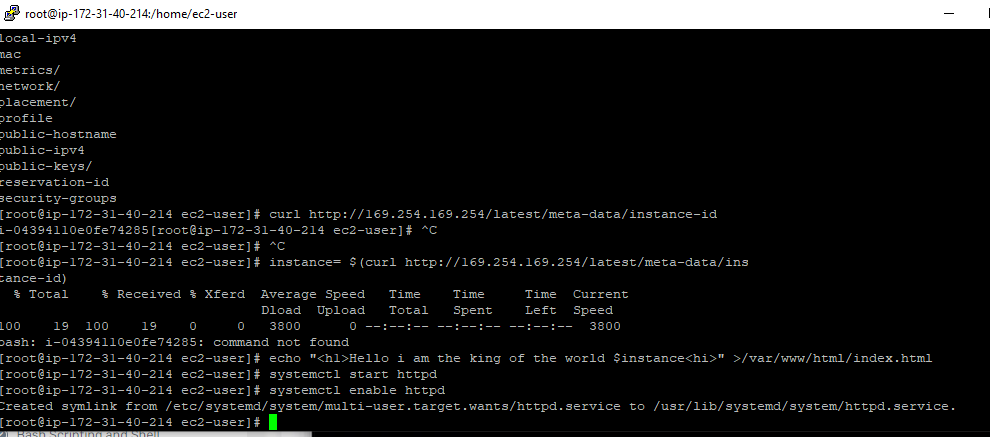 root@ip-172-31-40-214:/home/ec2-user
local-ipv4
mac
metrics/
network/
placement/
profile
public-hostname
public-ipv4
public-keys/
reservation-id
security-groups
[root@ip-172-31-40-214 ec2-user]# curl http://169.254.169.254/latest/meta-data/instance-id
i-04394110e0fe74285[root@ip-172-31-40-214 ec2-user]# ^C
[root@ip-172-31-40-214 ec2-user]# ^C
[root@ip-172-31-40-214 ec2-user]# instance= $(curl http://169.254.169.254/latest/meta-data/ins
tance-id)
% Total % Received % Xferd Average Speed Time Time Time Current
Dload Upload Total Spent Left Speed
100 19 100 19 0 0 3800 0 --:--:-- --:--:-- --:--:-- 3800
bash: i-04394110e0fe74285: command not found
[root@ip-172-31-40-214 ec2-user]# echo "<h1>Hello i am the king of the world $instance<hi>" >/var/www/html/index.html
[root@ip-172-31-40-214 ec2-user]# systemctl start httpd
[root@ip-172-31-40-214 ec2-user]# systemctl enable httpd
Created symlink from /etc/systemd/system/multi-user.target.wants/httpd.service to /usr/lib/systemd/system/httpd.service.
[root@ip-172-31-40-214 ec2-user]#
Bash Scripting and Shell